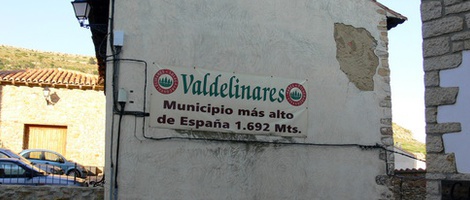 Valdelinares
Municipio más alto
de España 1.692 Mts.